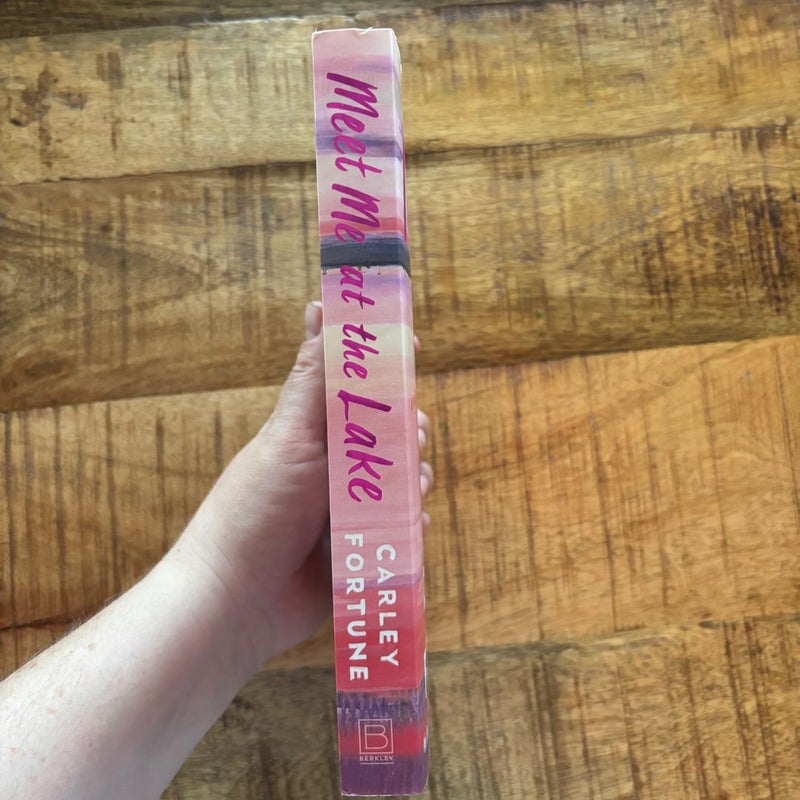 Meet Me at the Lake
CARLEY
FORTUNE
B
BERKLEY